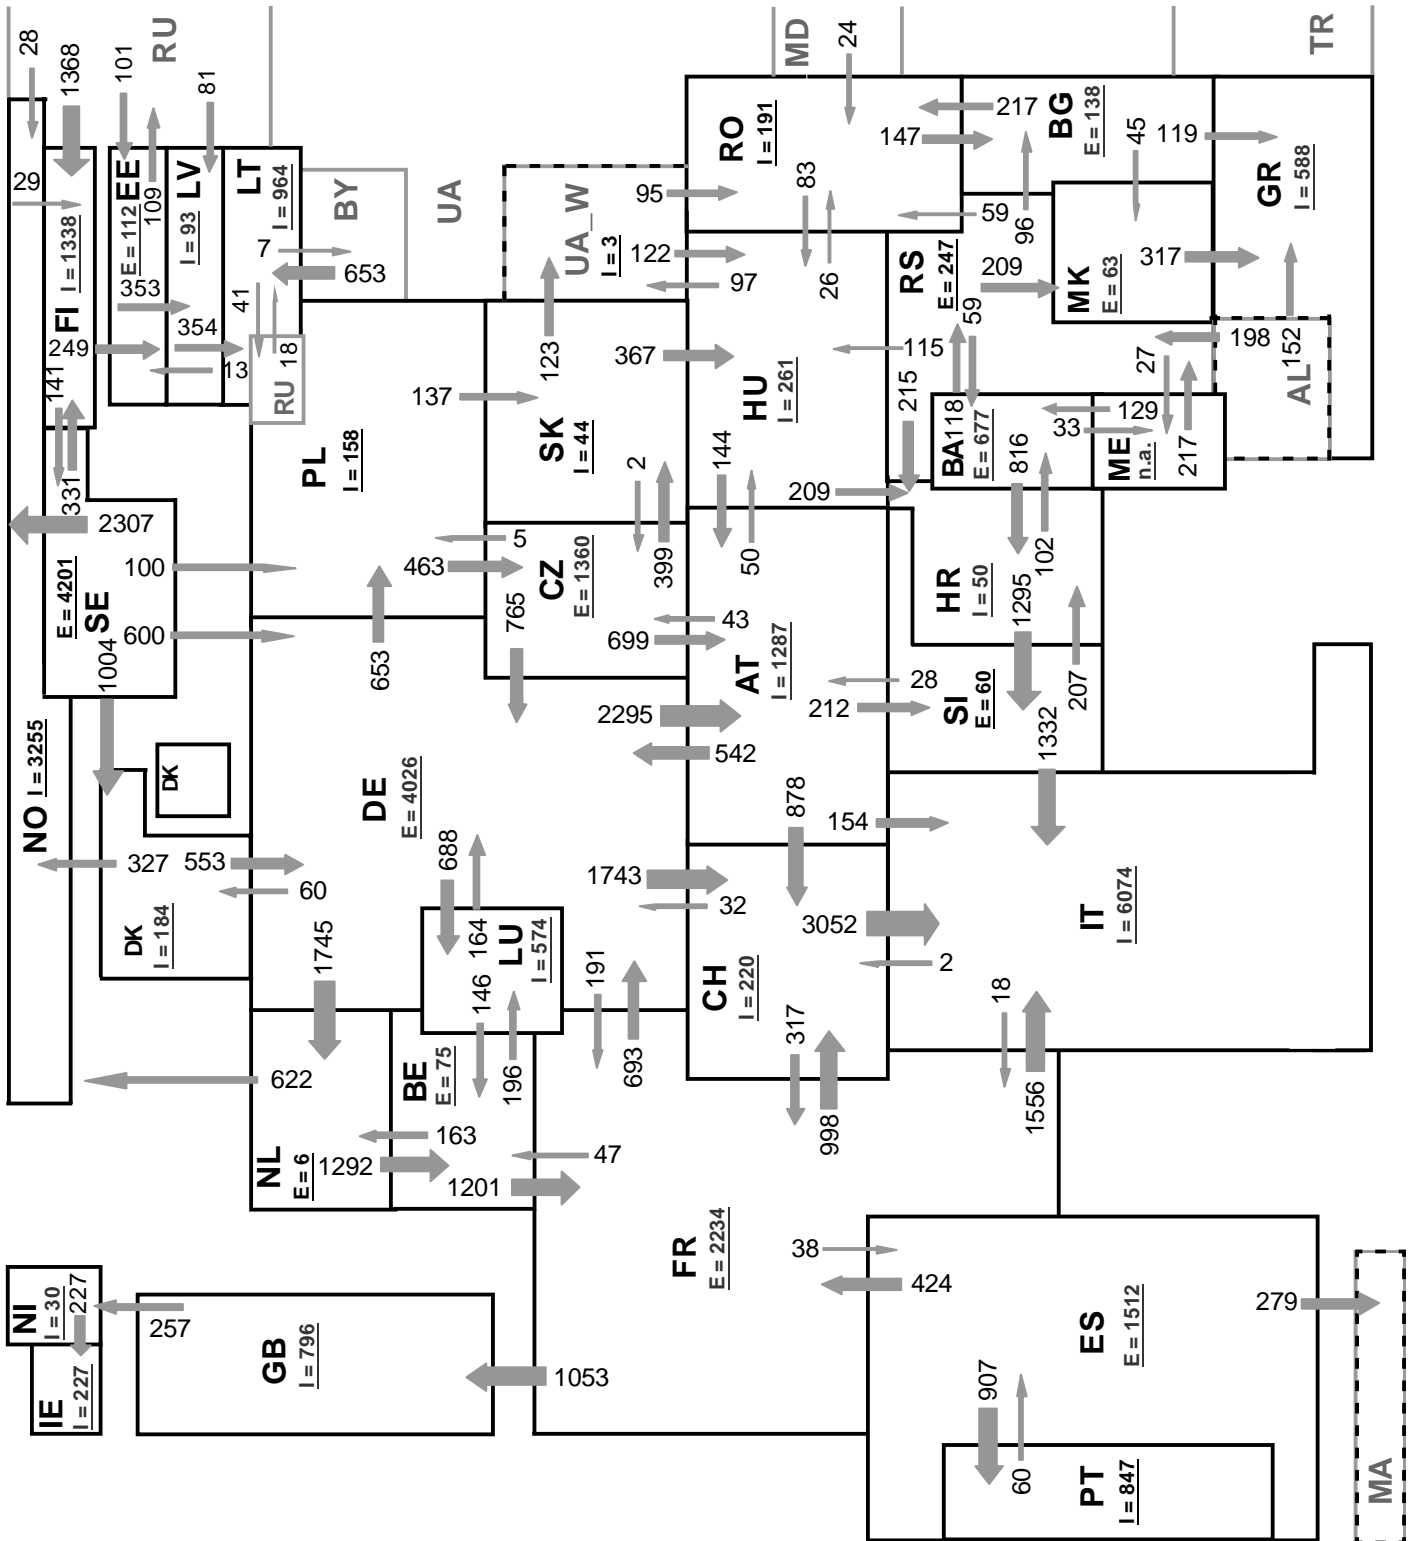 28
1368
101
RU
81
MD
24
TR
29
FI
I = 1338
EE
E = 112
109
LV
I = 93
LT
I = 964
BY
UA
UA_W
I = 3
95
122
97
RO
I = 191
147
217
83
26
59
96
BG
E = 138
45
119
GR
I = 588
7
653
41
18
RU
353
354
13
249
141
331
2307
100
600
E = 4201
SE
1004
NO
I = 3255
PL
I = 158
137
123
SK
I = 44
367
2
399
HU
I = 261
144
50
115
209
215
RS
E = 247
59
209
MK
E = 63
317
198
152
AL
27
BA
118
E = 677
816
102
33
129
ME
n.a.
217
5
463
CZ
E = 1360
765
653
43
699
AT
I = 1287
2295
542
28
212
HR
I = 50
1295
207
SI
E = 60
1332
DK
DK
I = 184
327
553
60
DE
E = 4026
688
164
LU
I = 574
146
196
1745
1743
32
878
154
3052
2
CH
I = 220
317
998
191
693
IT
I = 6074
18
1556
622
NL
E = 6
BE
E = 75
163
1292
1201
47
FR
E = 2234
38
424
ES
E = 1512
279
MA
907
60
PT
I = 847
NI
I = 30
227
257
IE
I = 227
GB
I = 796
1053